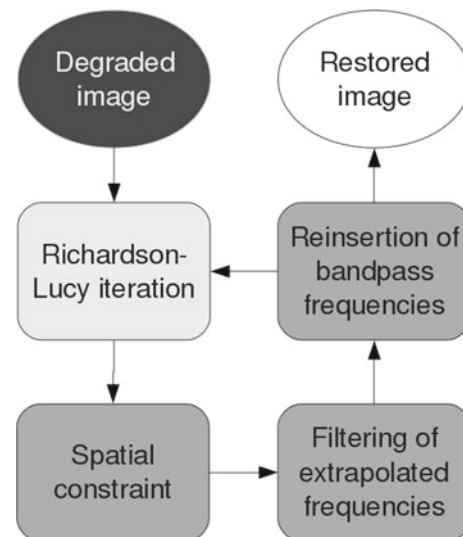 Degraded
image
Restored
image
Richardson-
Lucy iteration
Reinsertion of
bandpass
frequencies
Spatial
constraint
Filtering of
extrapolated
frequencies